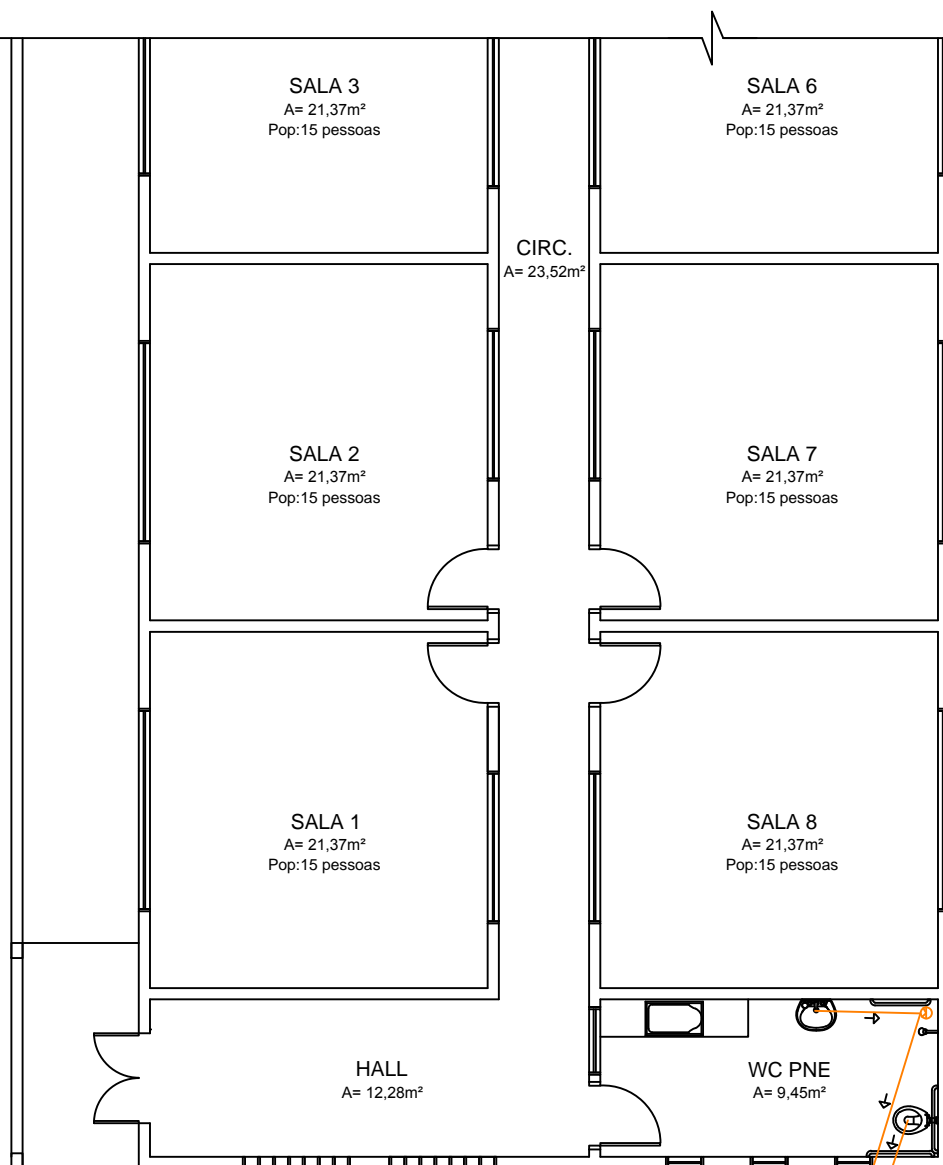 SALA 3
A= 21,37m²
Pop:15 pessoas
SALA 6
A= 21,37m²
Pop:15 pessoas
CIRC.
A= 23,52m²
SALA 2
A= 21,37m²
Pop:15 pessoas
SALA 7
A= 21,37m²
Pop:15 pessoas
SALA 1
A= 21,37m²
Pop:15 pessoas
SALA 8
A= 21,37m²
Pop:15 pessoas
HALL
A= 12,28m²
WC PNE
A= 9,45m²